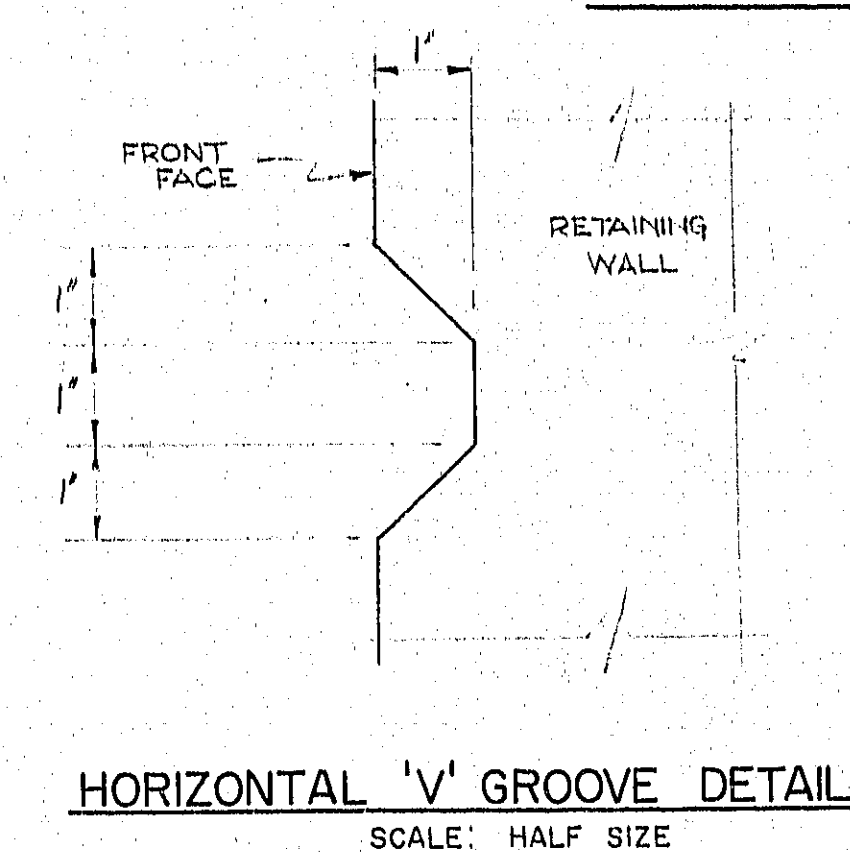 1"
FRONT
FACE
RETAINING
WALL
1"
1"
1"
HORIZONTAL 'V' GROOVE DETAIL
SCALE: HALF SIZE